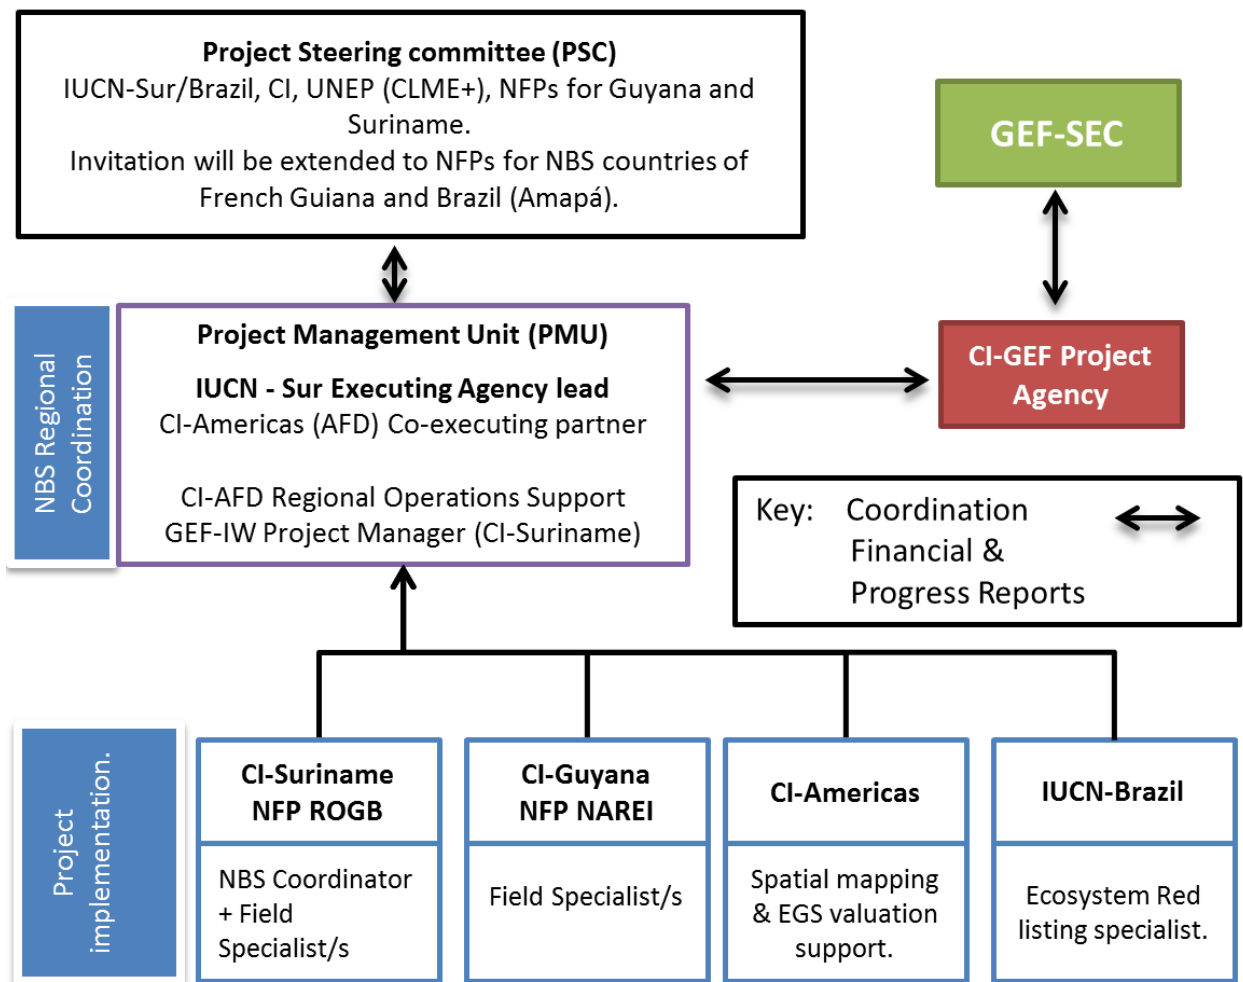 Project Steering committee (PSC)
IUCN-Sur/Brazil, CI, UNEP (CLME+), NFPs for Guyana and
Suriname.
Invitation will be extended to NFPs for NBS countries of
French Guiana and Brazil (Amapá).
GEF-SEC
NBS Regional
Coordination
Project Management Unit (PMU)
IUCN - Sur Executing Agency lead
CI-Americas (AFD) Co-executing partner
CI-AFD Regional Operations Support
GEF-IW Project Manager (CI-Suriname)
CI-GEF Project
Agency
Key: Coordination
Financial &
Progress Reports
Project
implementation.
CI-Suriname
NFP ROGB
NBS Coordinator
+ Field
Specialist/s
CI-Guyana
NFP NAREI
Field Specialist/s
CI-Americas
Spatial mapping
& EGS valuation
support.
IUCN-Brazil
Ecosystem Red
listing specialist.